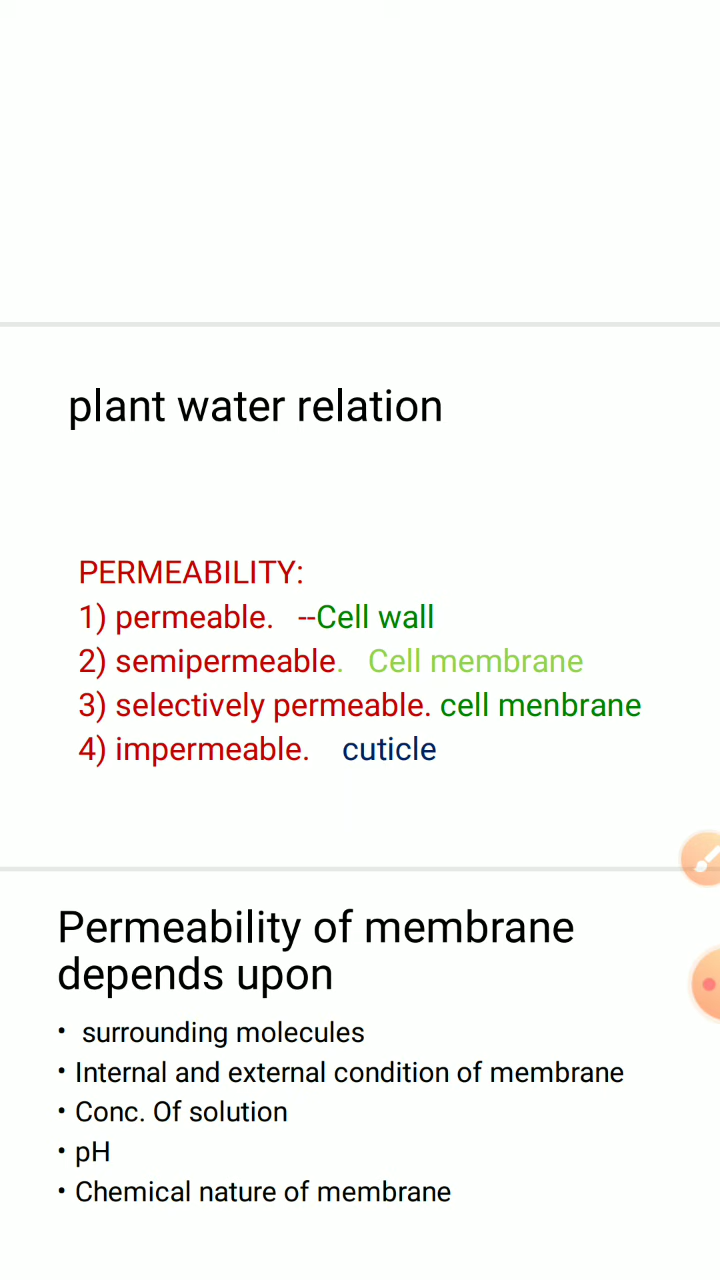 plant water relation
PERMEABILITY:
1) permeable. --Cell wall
2) semipermeable. Cell membrane
3) selectively permeable. cell menbrane
4) impermeable. cuticle
Permeability of membrane
depends upon
• surrounding molecules
• Internal and external condition of membrane
• Conc. Of solution
• pH
• Chemical nature of membrane